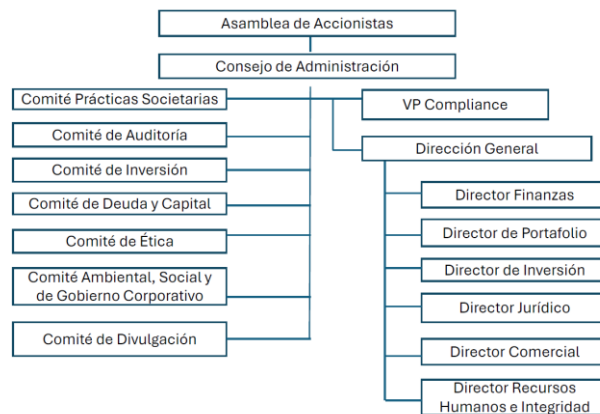 Asamblea de Accionistas
Consejo de Administración
Comité Prácticas Societarias
Comité de Auditoría
Comité de Inversión
Comité de Deuda y Capital
Comité de Ética
Comité Ambiental, Social y
de Gobierno Corporativo
Comité de Divulgación
VP Compliance
Dirección General
Director Finanzas
Director de Portafolio
Director de Inversión
Director Jurídico
Director Comercial
Director Recursos
Humanos e Integridad